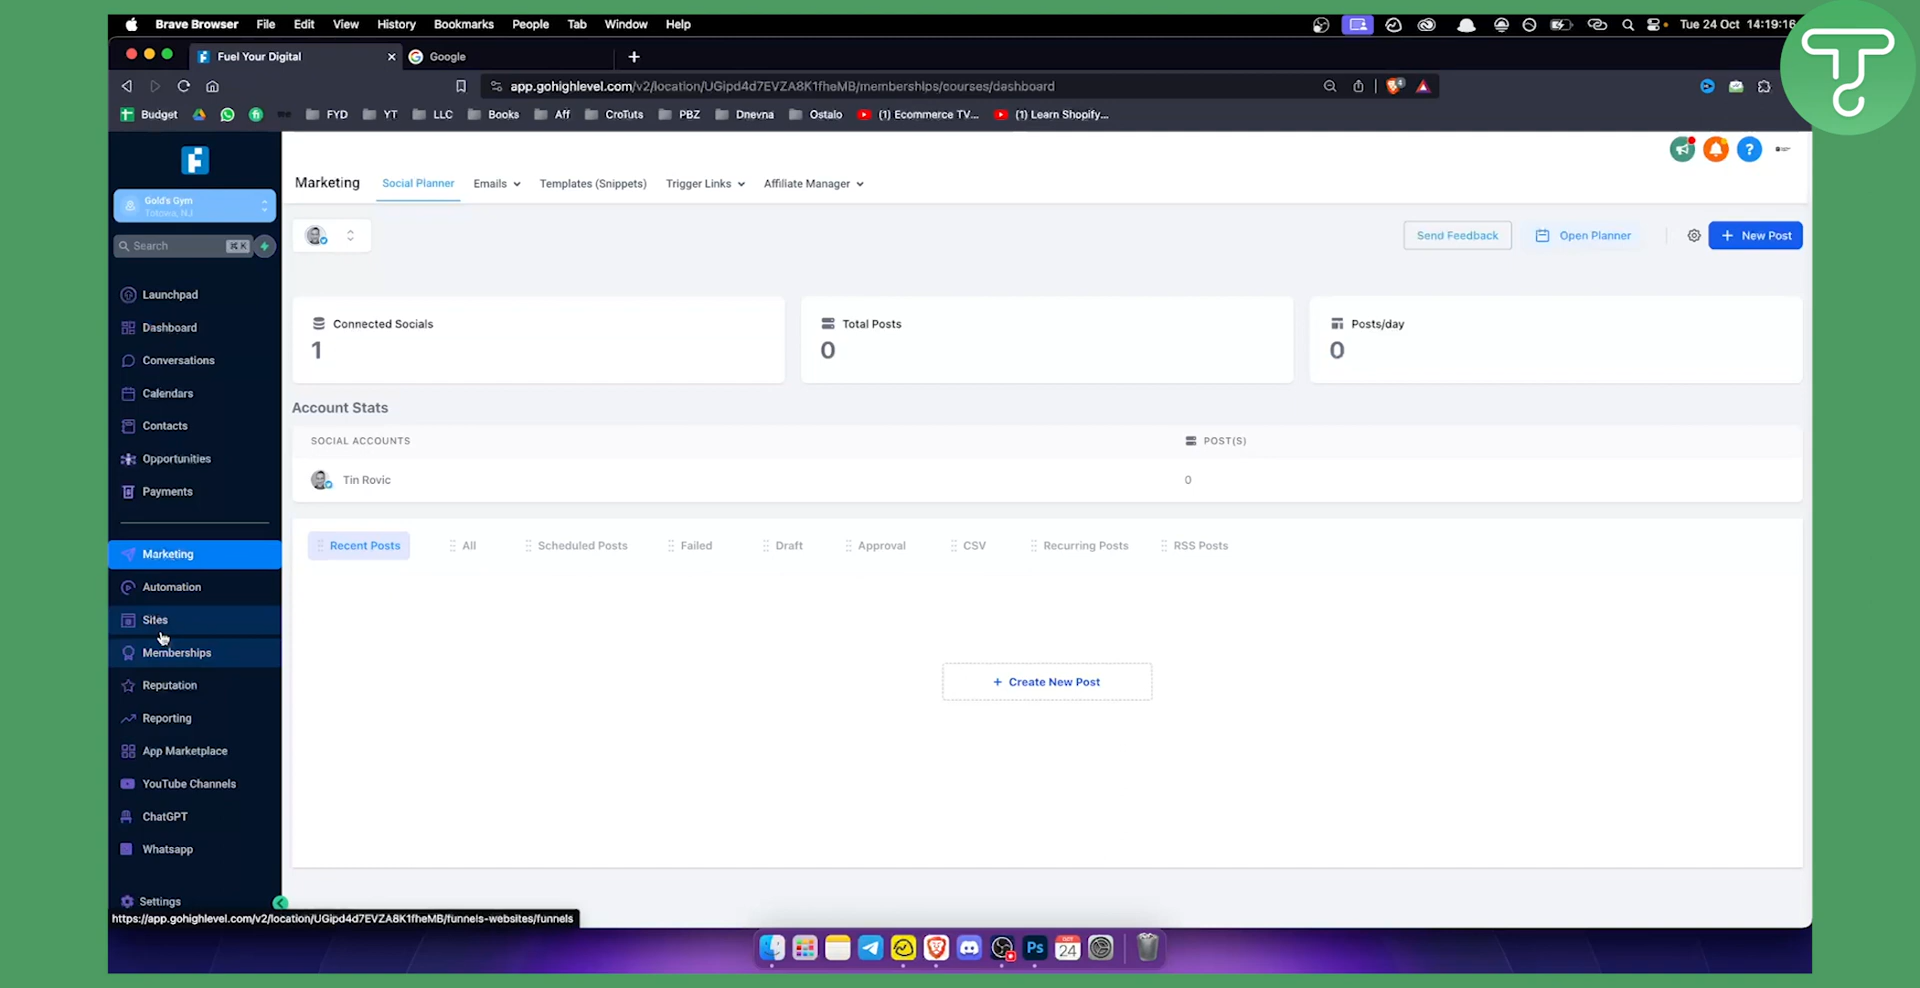 Brave Browser File Edit View History Bookmarks People Tab Window Help Tue 24 Oct 14:19:16
Fuel Your Digital Google
app.gohighlevel.com/v2/location/UGipd4d7EVZA8K1fheMB/memberships/courses/dashboard
Budget FYD YT LLC Books Aff CroTuts PBZ Dnevna Ostalo (1) Ecommerce TV... (1) Learn Shopify...
Gold's Gym
Totowa, NJ
Search ⌘ K
Launchpad
Dashboard
Conversations
Calendars
Contacts
Opportunities
Payments
Marketing
Automation
Sites
Memberships
Reputation
Reporting
App Marketplace
YouTube Channels
ChatGPT
Whatsapp
Settings
https://app.gohighlevel.com/v2/location/UGipd4d7EVZA8K1fheMB/funnels-websites/funnels
Marketing Social Planner Emails Templates (Snippets) Trigger Links Affiliate Manager
Send Feedback Open Planner + New Post
Connected Socials
1
Total Posts
0
Posts/day
0
Account Stats
SOCIAL ACCOUNTS POST(S)
Tin Rovic 0
Recent Posts All Scheduled Posts Failed Draft Approval CSV Recurring Posts RSS Posts
+ Create New Post
Ps
OCT
24